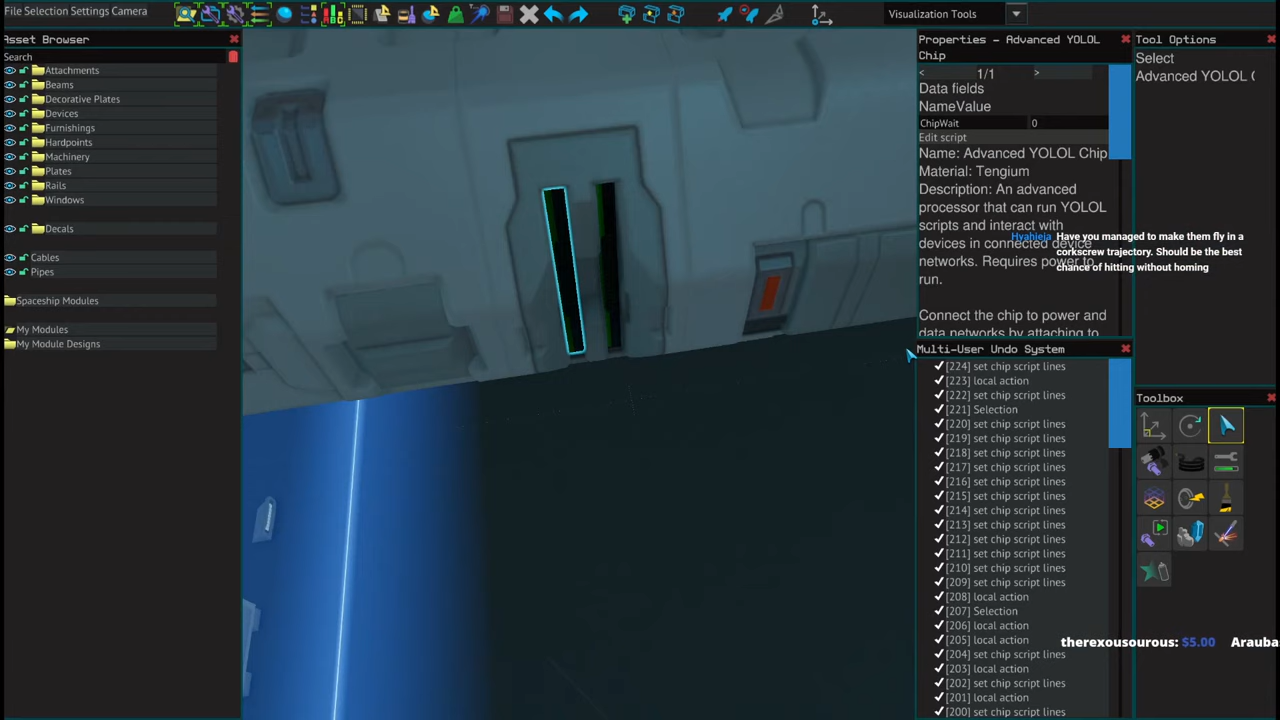 File Selection Settings Camera
Visualization Tools
Asset Browser
Search
Attachments
Beams
Decorative Plates
Devices
Furnishings
Hardpoints
Machinery
Plates
Rails
Windows
Decals
Cables
Pipes
Spaceship Modules
My Modules
My Module Designs
Properties - Advanced YOLOL
Chip
< 1/1 >
Data fields
NameValue
ChipWait 0
Edit script
Name: Advanced YOLOL Chip
Material: Tengium
Description: An advanced
processor that can run YOLOL
scripts and interact with
devices in connected device
networks. Requires power to
run.
Connect the chip to power and
data networks by attaching to
Hyahieja Have you managed to make them fly in a
corkscrew trajectory. Should be the best
chance of hitting without homing
Multi-User Undo System
[224] set chip script lines
[223] local action
[222] set chip script lines
[221] Selection
[220] set chip script lines
[219] set chip script lines
[218] set chip script lines
[217] set chip script lines
[216] set chip script lines
[215] set chip script lines
[214] set chip script lines
[213] set chip script lines
[212] set chip script lines
[211] set chip script lines
[210] set chip script lines
[209] set chip script lines
[208] local action
[207] Selection
[206] local action
[205] local action
[204] set chip script lines
[203] local action
[202] set chip script lines
[201] local action
[200] set chip script lines
Tool Options
Select
Advanced YOLOL C
Toolbox
therexousourous: $5.00 Arauba